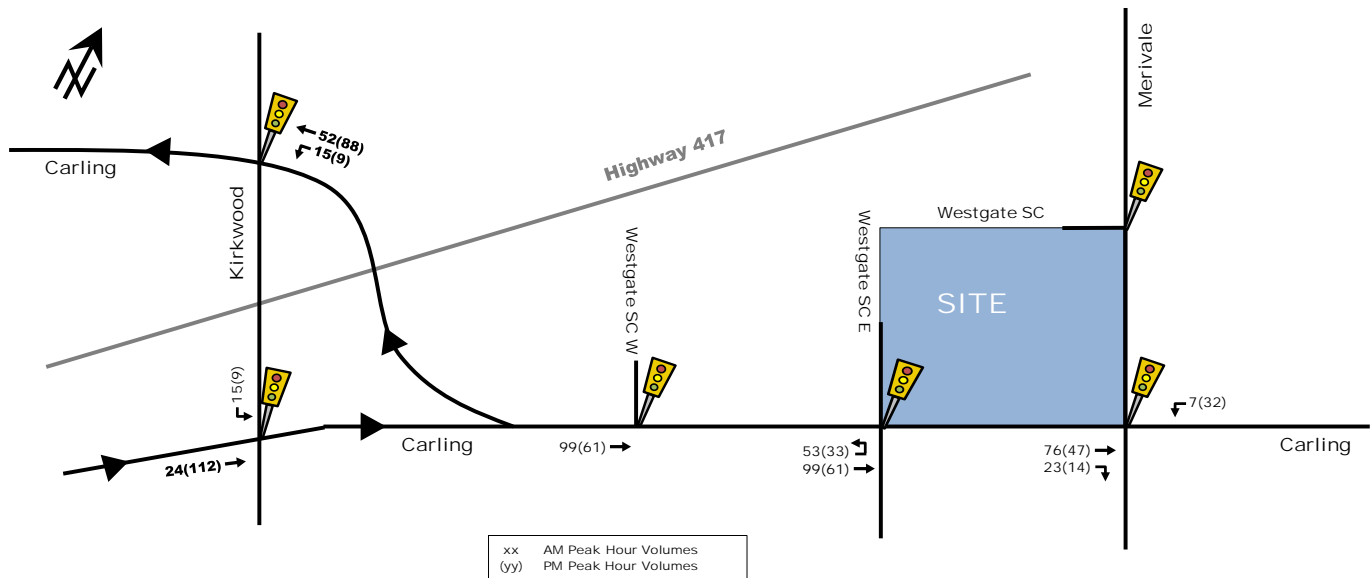 Merivale
Highway 417
52(88)
15(9)
Carling
Kirkwood
Westgate SC W
Westgate SC E
Westgate SC
SITE
15(9)
24(112)
Carling
99(61)
53(33)
99(61)
76(47)
23(14)
7(32)
Carling
xx AM Peak Hour Volumes
(yy) PM Peak Hour Volumes